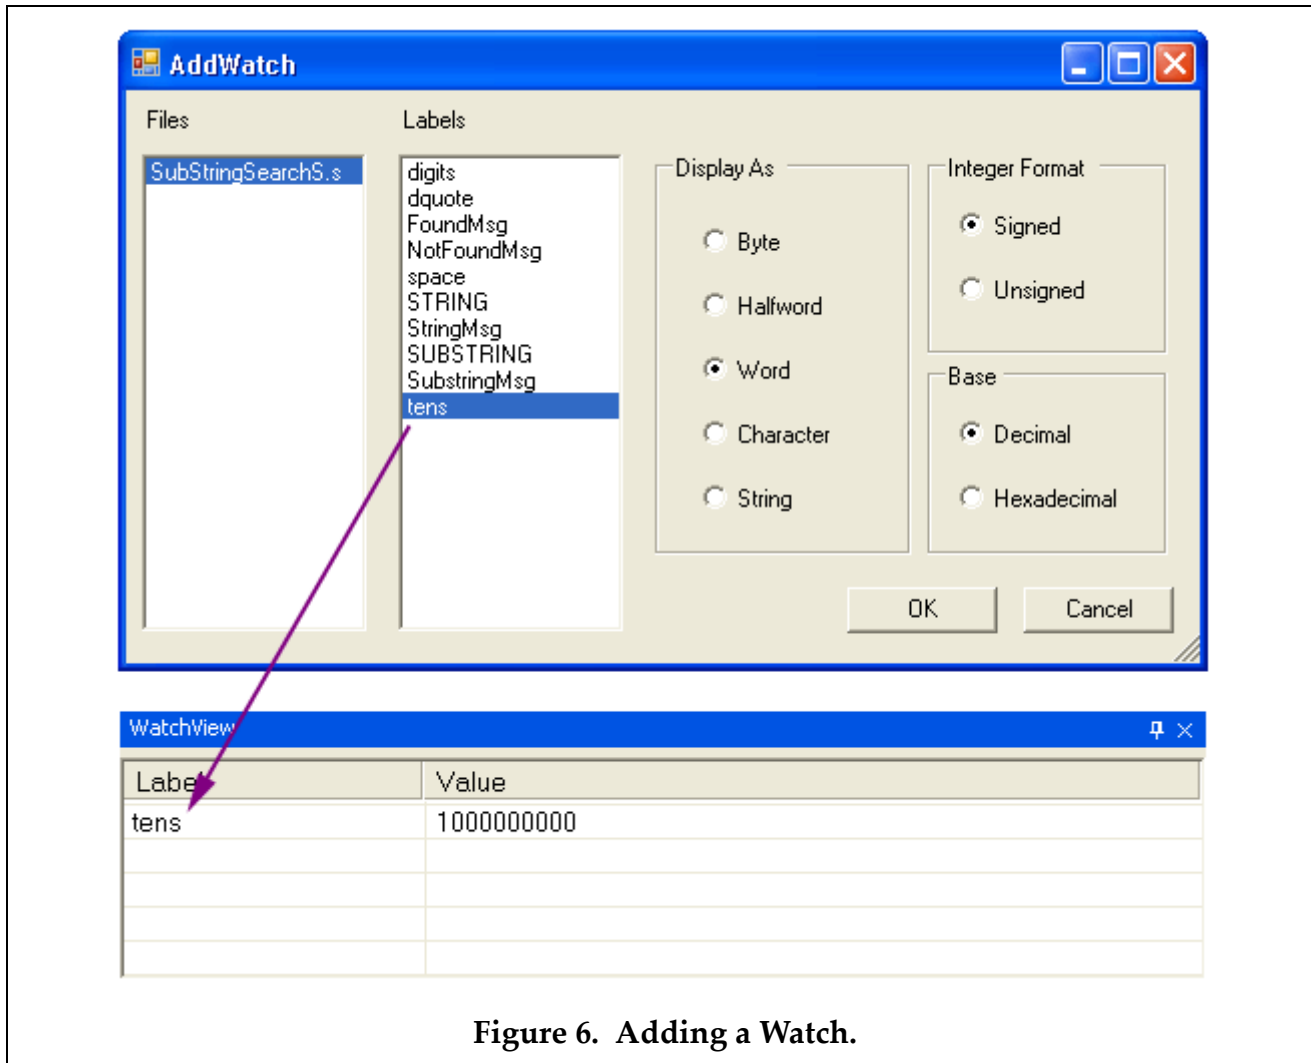 AddWatch
Files
Labels
SubStringSearchS.s
digits
dquote
FoundMsg
NotFoundMsg
space
STRING
StringMsg
SUBSTRING
SubstringMsg
tens
Display As
Byte
Halfword
Word
Character
String
Integer Format
Signed
Unsigned
Base
Decimal
Hexadecimal
OK
Cancel
WatchView
Label
Value
tens
1000000000
Figure 6. Adding a Watch.